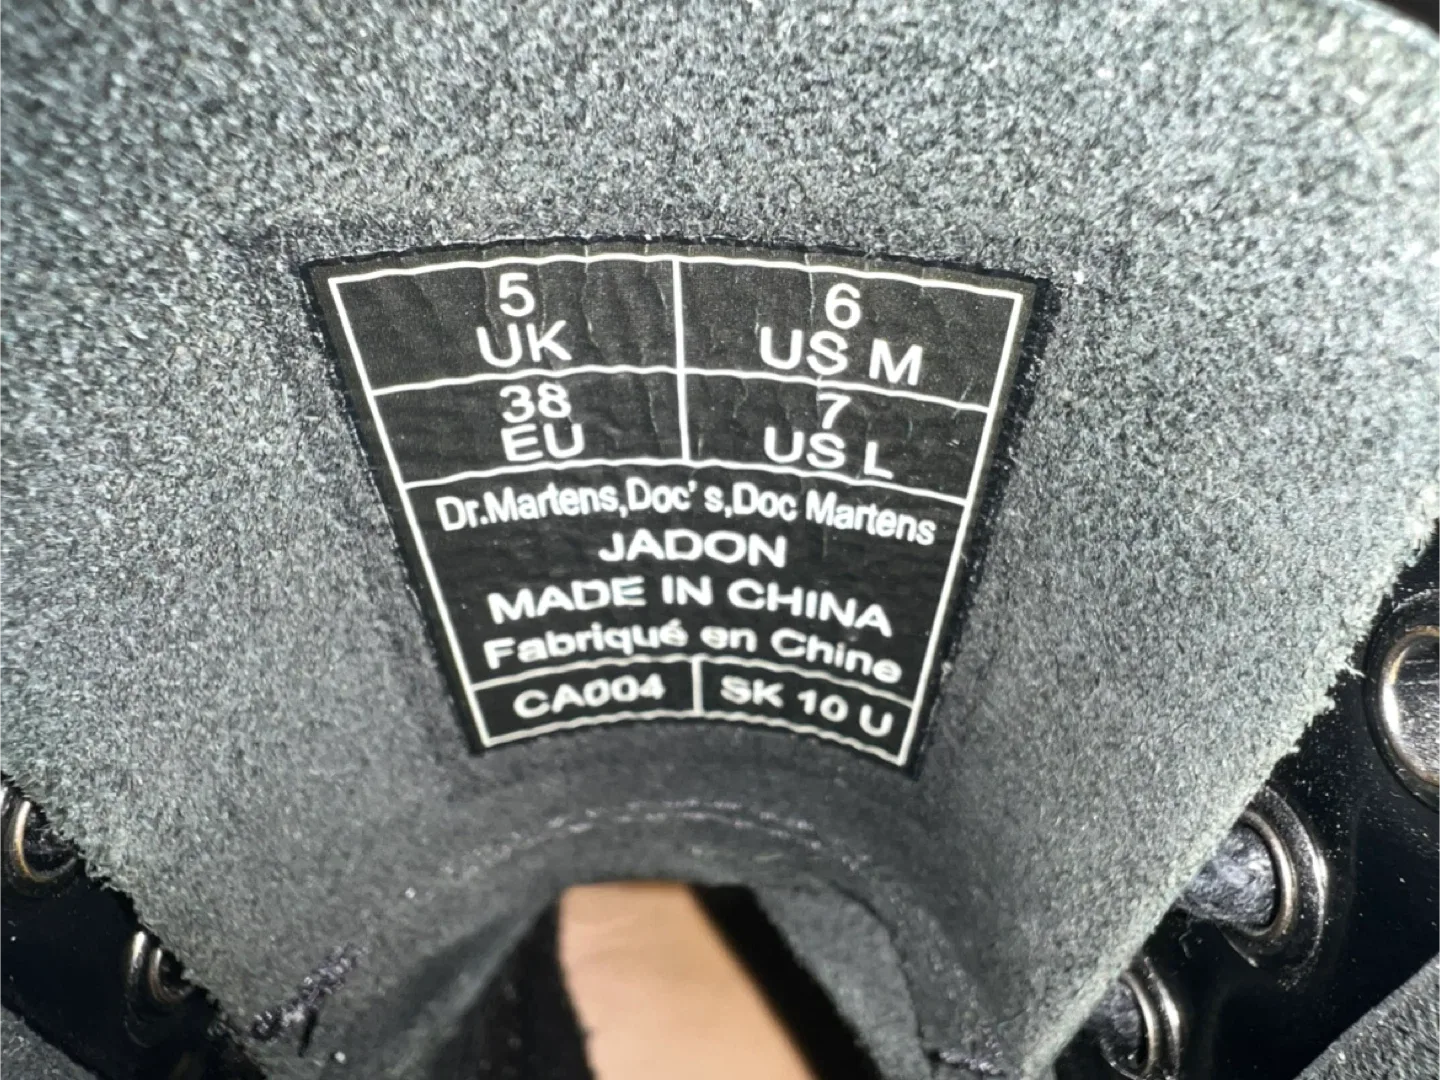 5
UK
6
US M
38
EU
7
US L
Dr.Martens,Doc's,Doc Martens
JADON
MADE IN CHINA
Fabriqué en Chine
CA004
SK 10 U